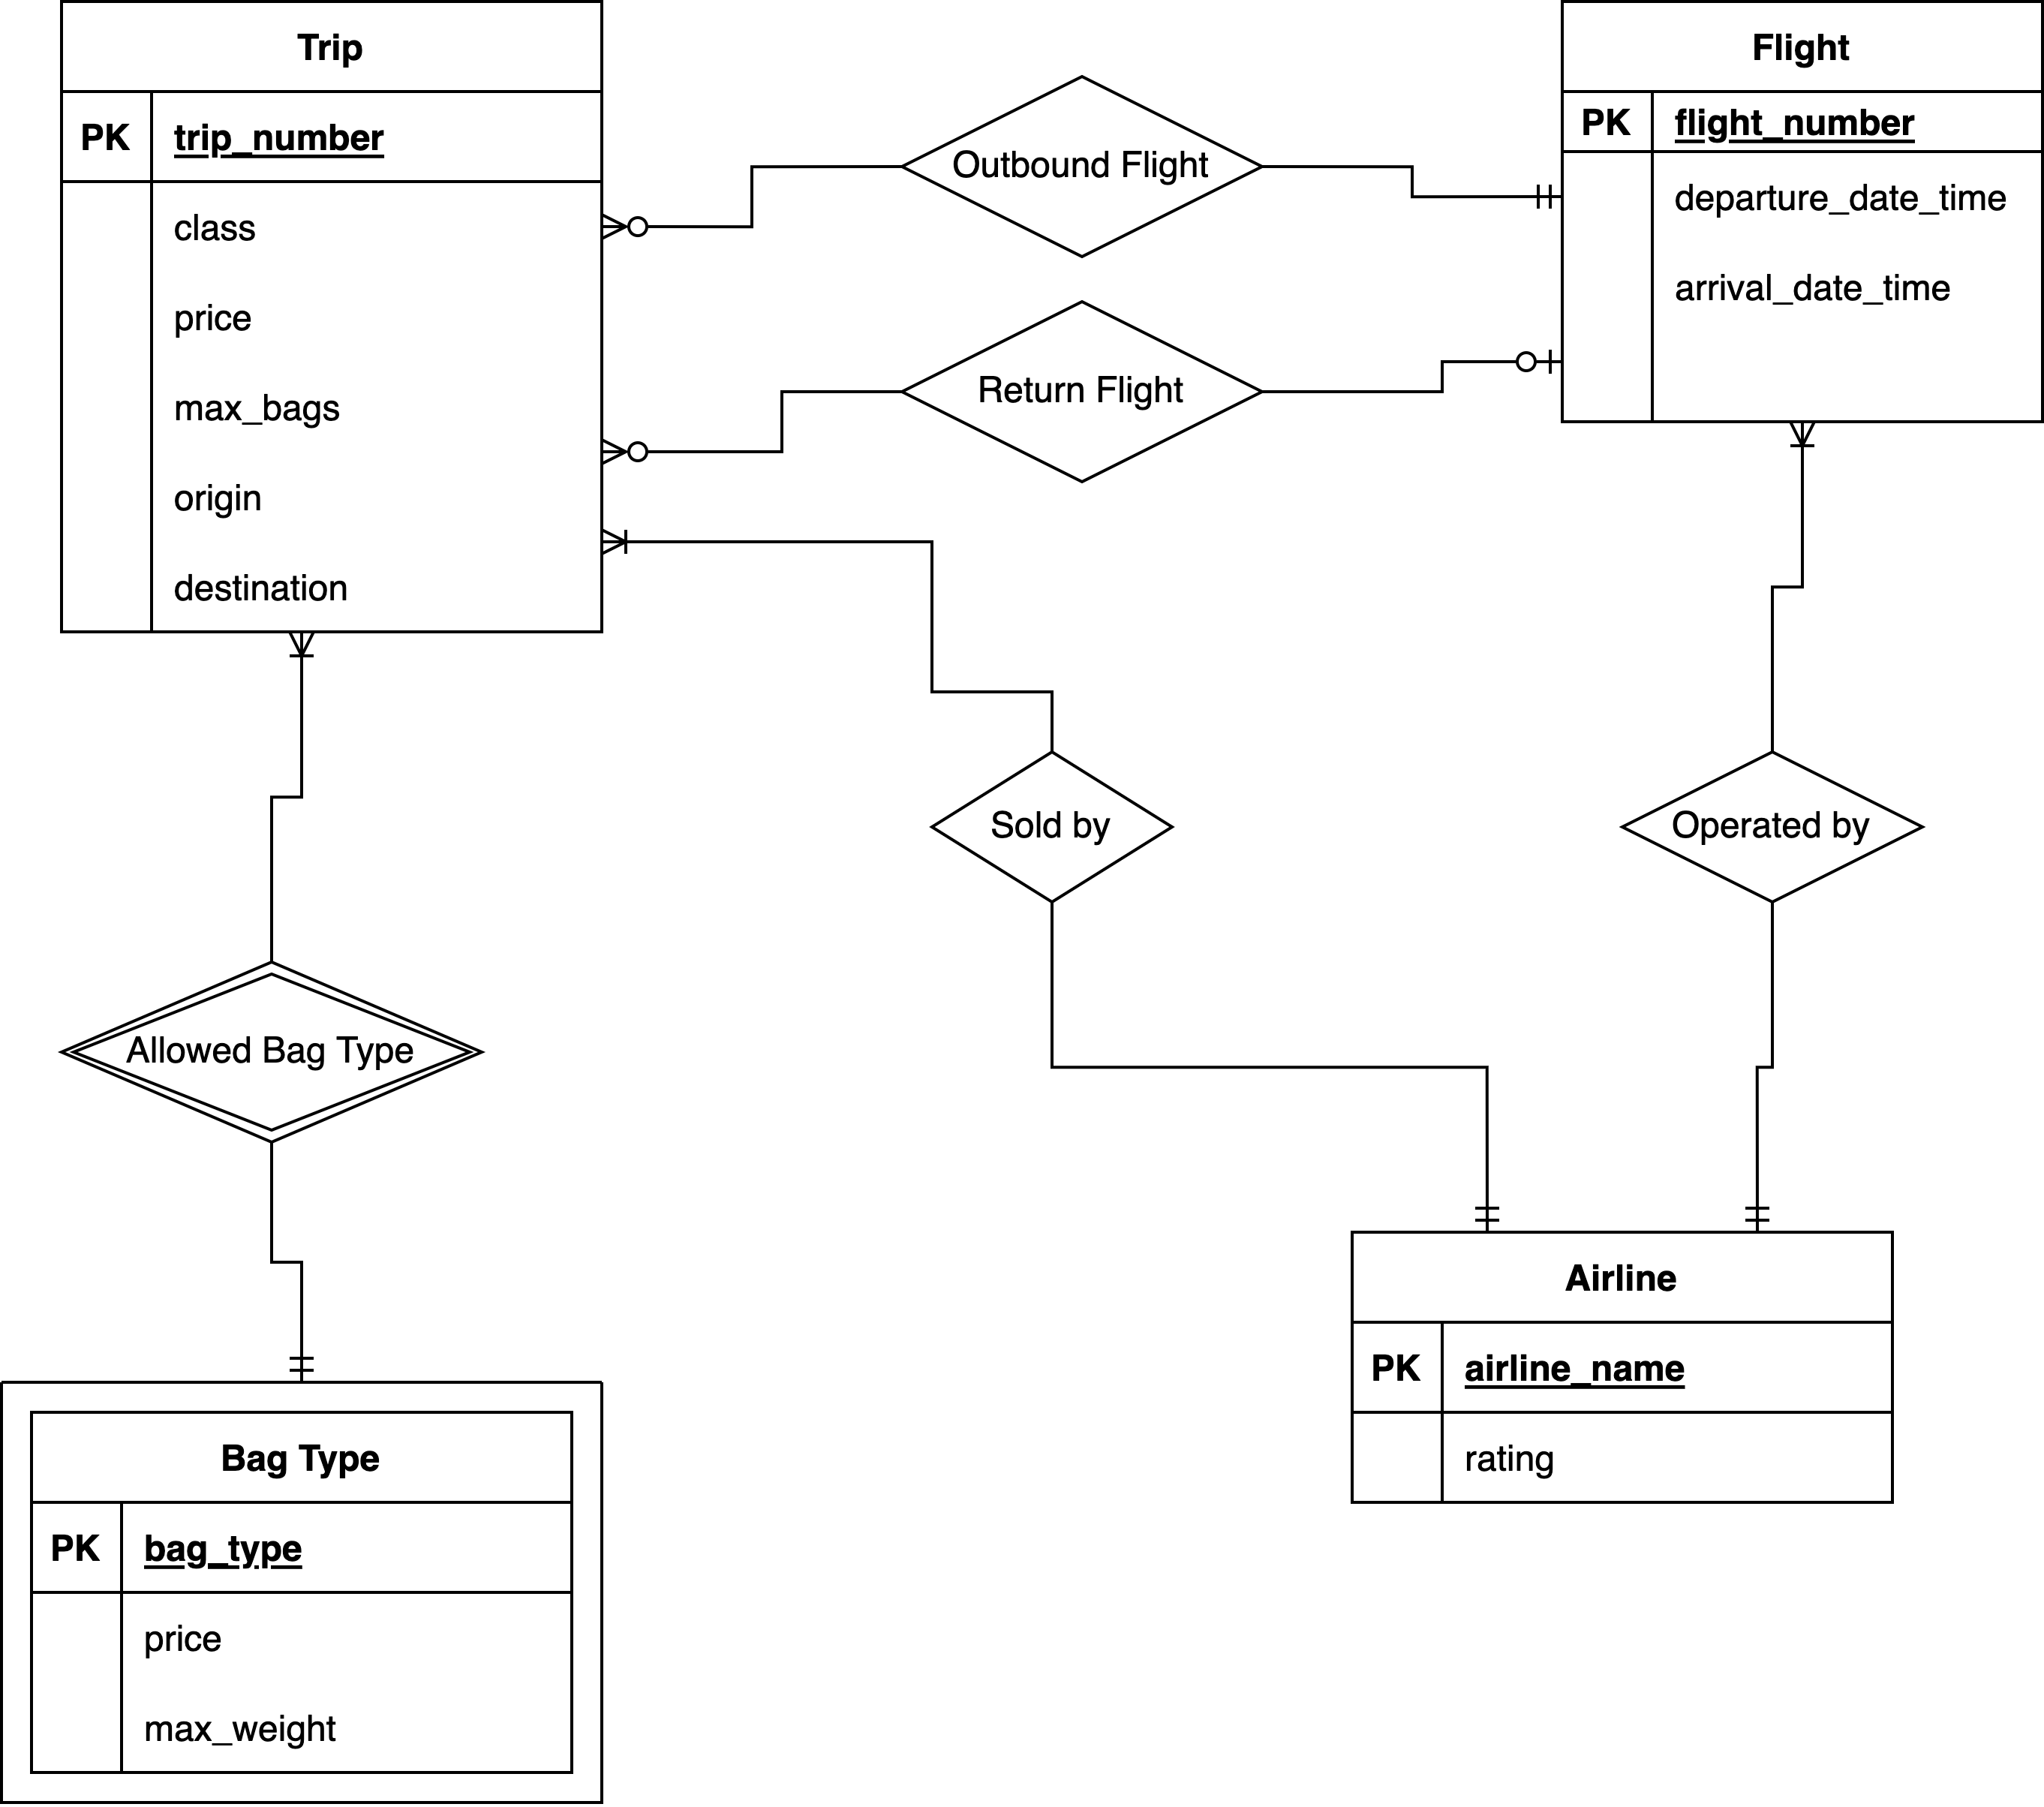 Trip
PK trip_number
class
price
max_bags
origin
destination
Outbound Flight
Return Flight
Flight
PK flight_number
departure_date_time
arrival_date_time
Sold by
Operated by
Allowed Bag Type
Airline
PK airline_name
rating
Bag Type
PK bag_type
price
max_weight